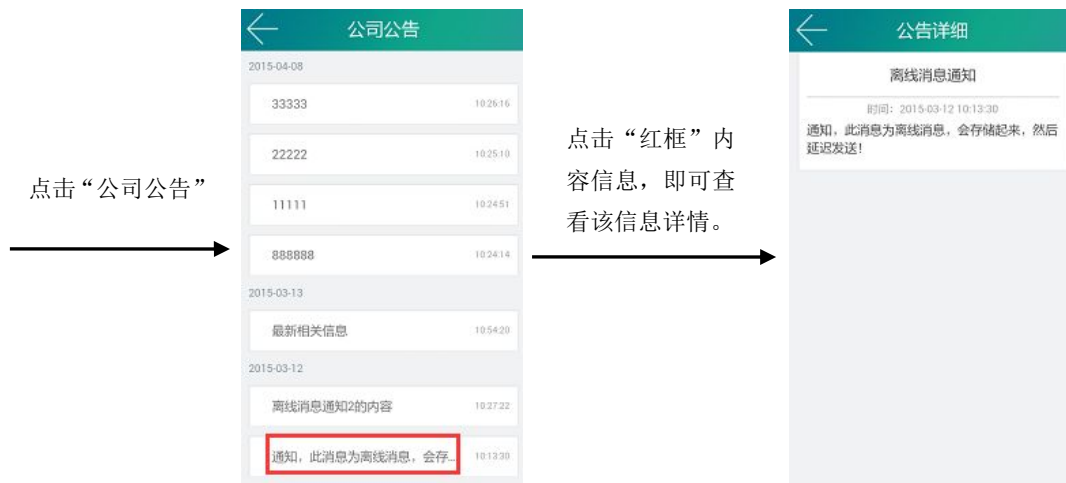 点击“公司公告”
公司公告
2015-04-08
33333 10:26:16
22222 10:25:10
11111 10:24:51
888888 10:24:14
2015-03-13
最新相关信息 10:54:20
2015-03-12
离线消息通知2的内容 10:27:22
通知，此消息为离线消息，会存... 10:13:30
点击“红框”内
容信息，即可查
看该信息详情。
公告详细
离线消息通知
时间：2015-03-12 10:13:30
通知，此消息为离线消息，会存储起来，然后
延迟发送！